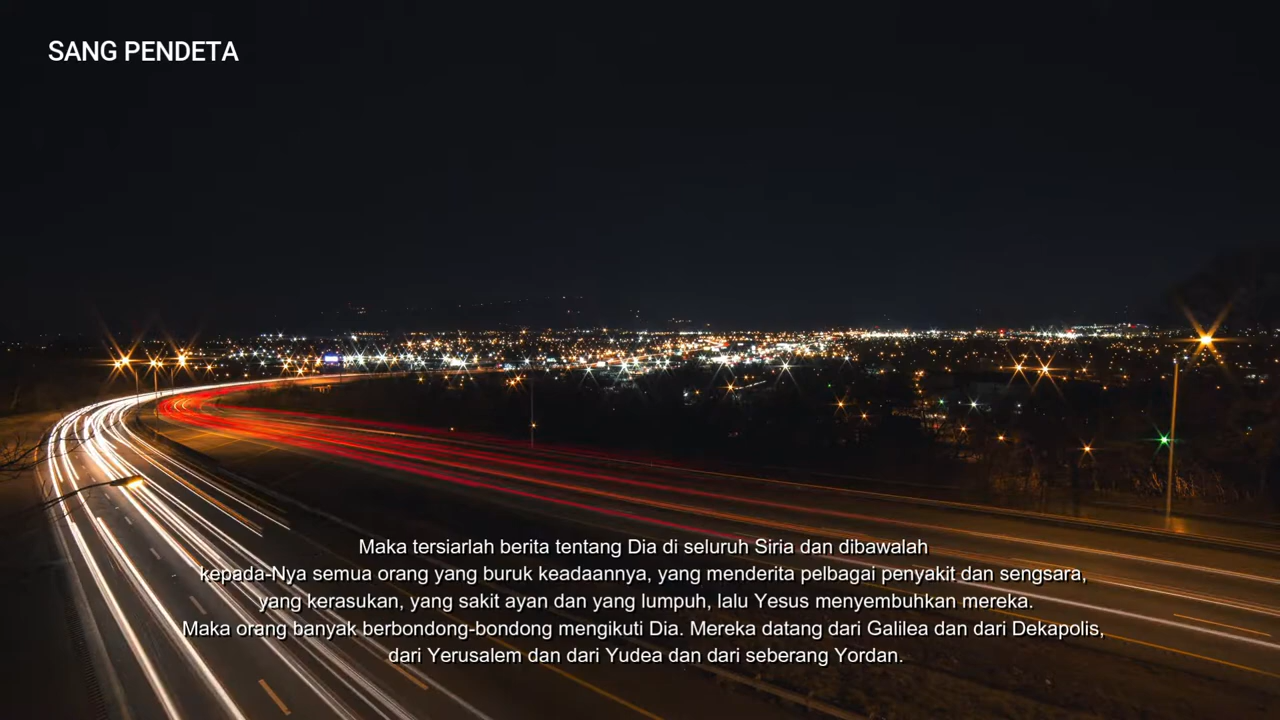 SANG PENDETA
Maka tersiarlah berita tentang Dia di seluruh Siria dan dibawalah
kepada-Nya semua orang yang buruk keadaannya, yang menderita pelbagai penyakit dan sengsara,
yang kerasukan, yang sakit ayan dan yang lumpuh, lalu Yesus menyembuhkan mereka.
Maka orang banyak berbondong-bondong mengikuti Dia. Mereka datang dari Galilea dan dari Dekapolis,
dari Yerusalem dan dari Yudea dan dari seberang Yordan.